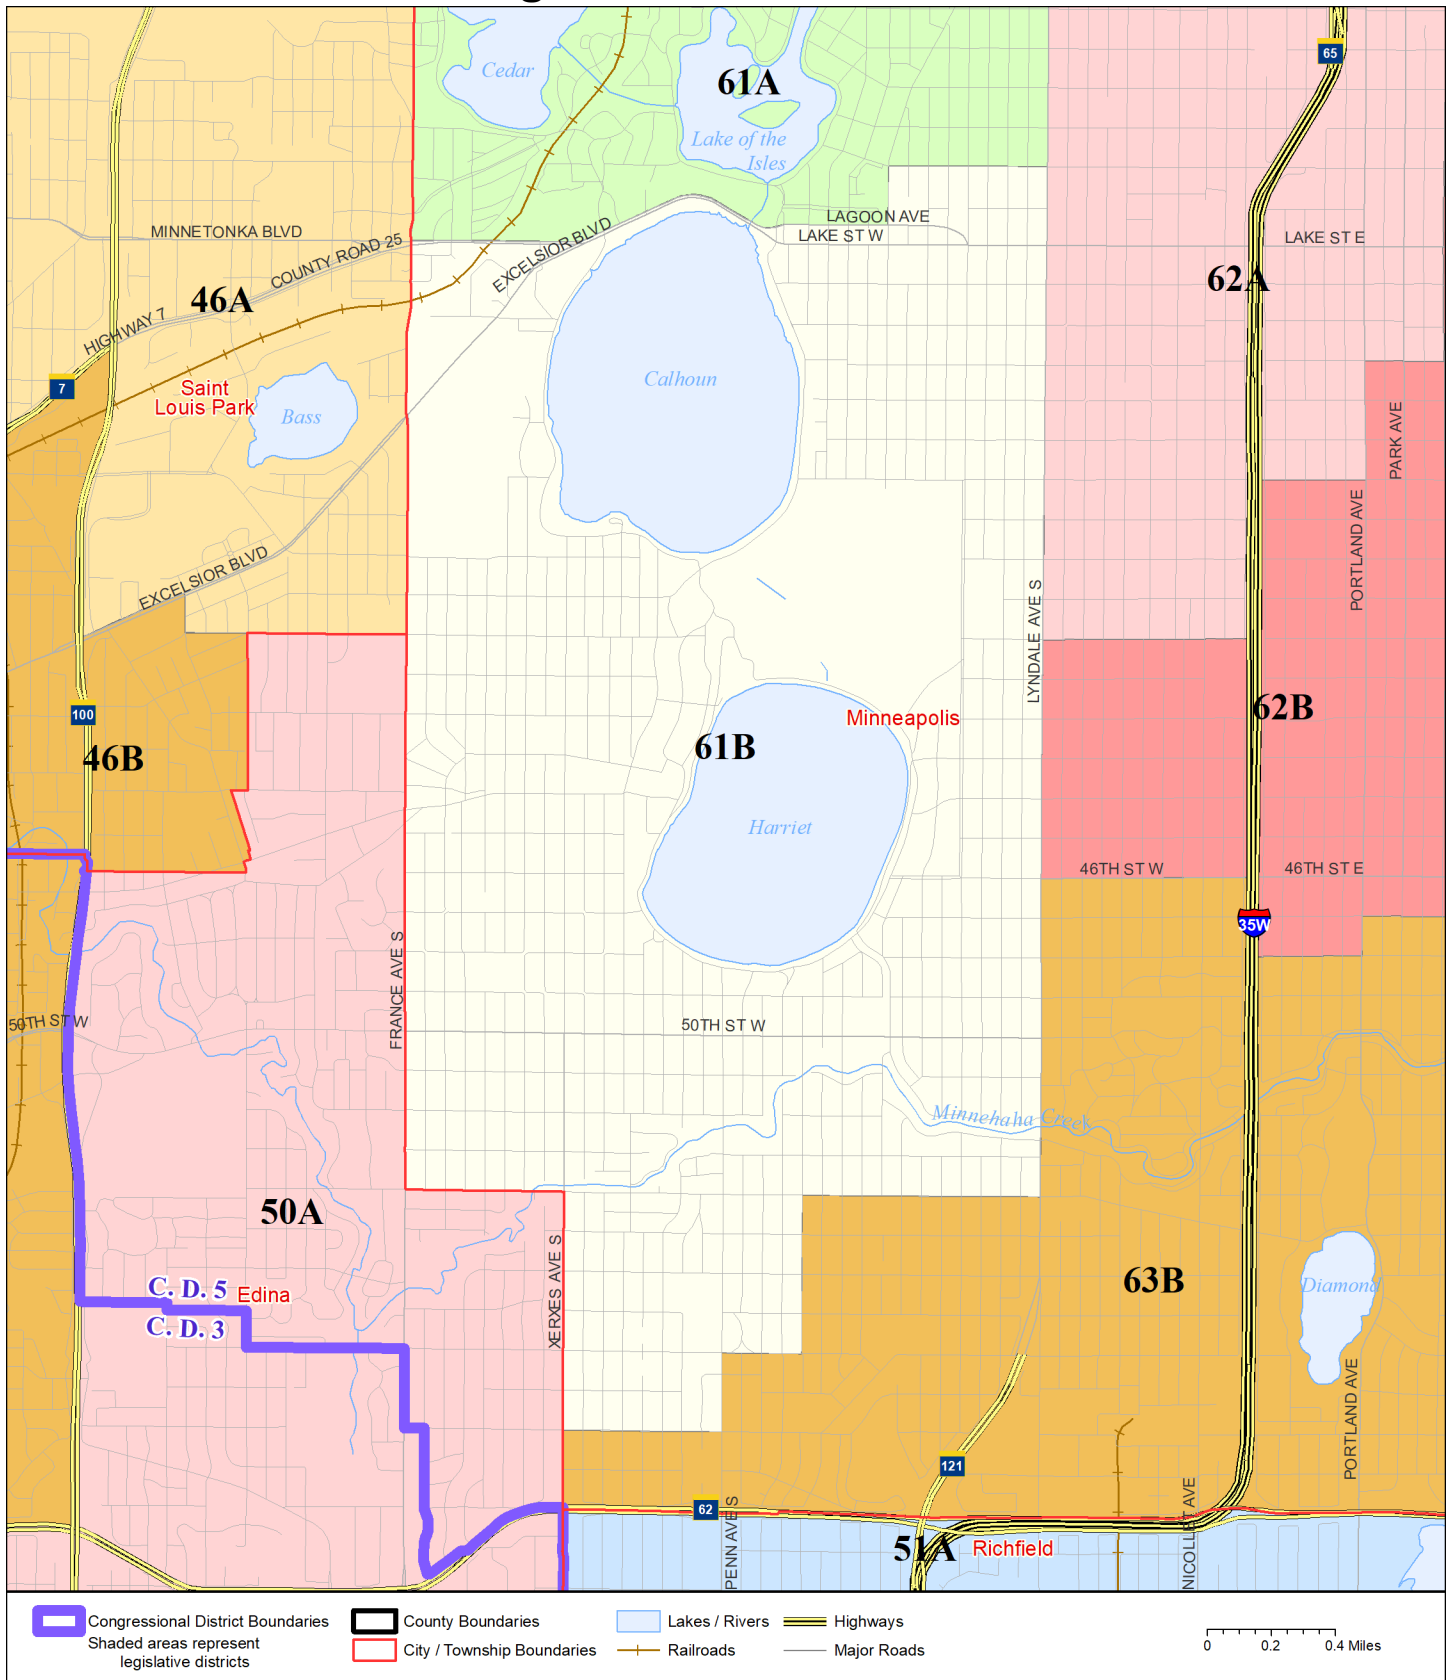 65
Cedar
61A
Lake of the
Isles
LAGOON AVE
LAKE ST W
MINNETONKA BLVD
COUNTY ROAD 25
EXCELSIOR BLVD
LAKE ST E
62A
46A
HIGHWAY 7
7
Saint
Louis Park
Bass
Calhoun
PARK AVE
PORTLAND AVE
EXCELSIOR BLVD
LYNDALE AVE S
100
46B
61B
Minneapolis
62B
Harriet
46TH ST W
46TH ST E
35W
FRANCE AVE S
50TH ST W
50TH ST W
Minnehaha Creek
50A
63B
C. D. 5
Edina
C. D. 3
XERXES AVE S
Diamond
PORTLAND AVE
121
62
PENN AVE S
NICOLLET AVE
51A
Richfield
Congressional District Boundaries
Shaded areas represent
legislative districts
County Boundaries
City / Township Boundaries
Lakes / Rivers
Railroads
Highways
Major Roads
0 0.2 0.4 Miles